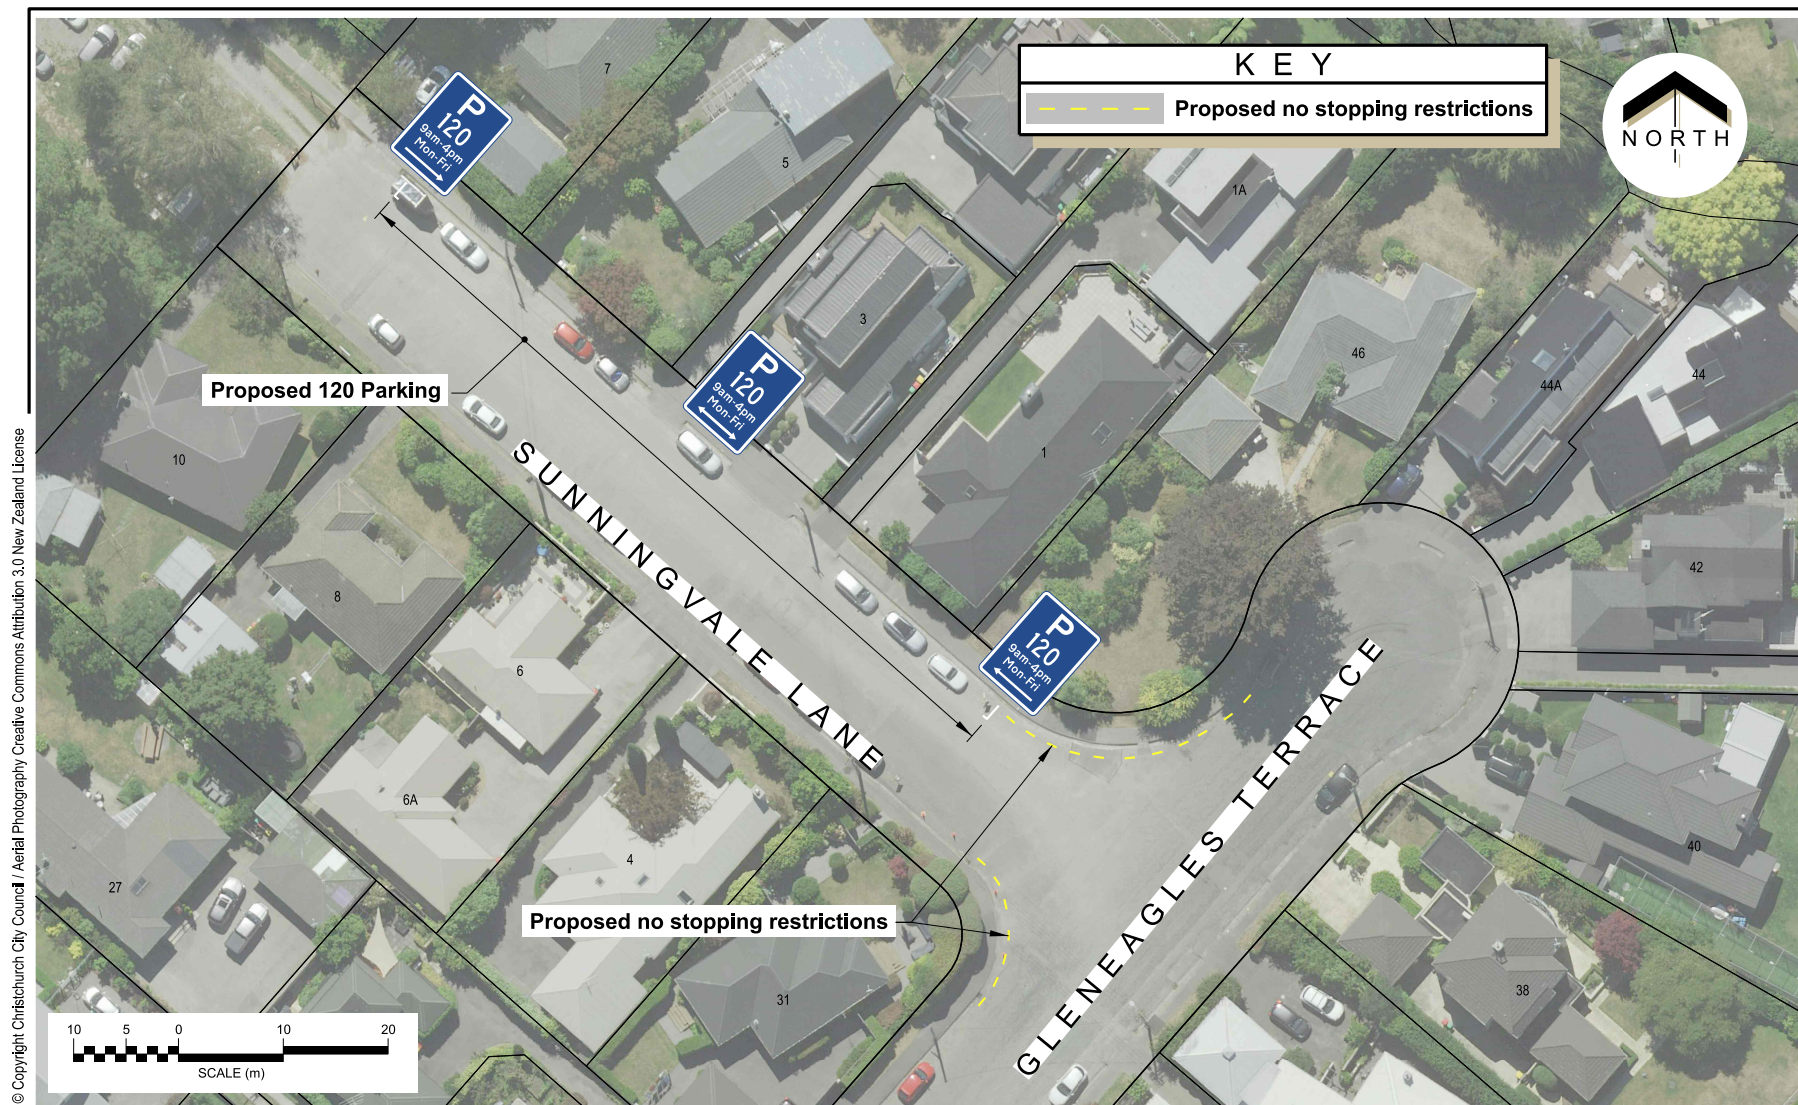 KEY
Proposed no stopping restrictions
NORTH
P
120
9am-4pm
Mon-Fri
P
120
9am-4pm
Mon-Fri
P
120
9am-4pm
Mon-Fri
Proposed 120 Parking
SUNNINGVALE LANE
GLENEAGLES TERRACE
Proposed no stopping restrictions
7
5
3
1
1A
46
44A
44
42
40
38
10
8
6
6A
4
27
31
10 5 0 10 20
SCALE (m)
© Copyright Christchurch City Council / Aerial Photography Creative Commons Attribution 3.0 New Zealand License